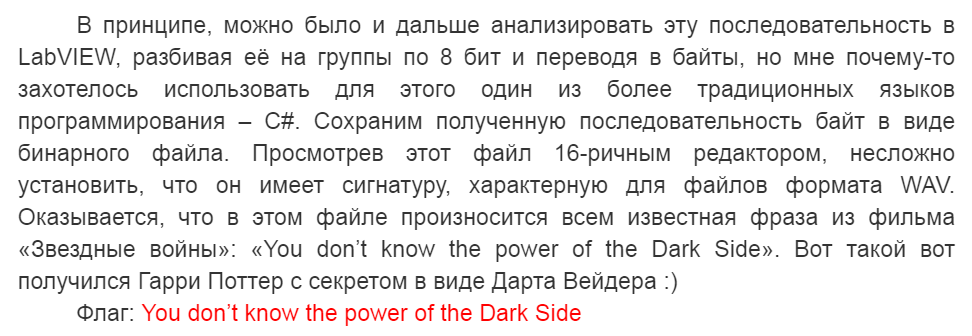 В принципе, можно было и дальше анализировать эту последовательность в
LabVIEW, разбивая её на группы по 8 бит и переводя в байты, но мне почему-то
захотелось использовать для этого один из более традиционных языков
программирования – C#. Сохраним полученную последовательность байт в виде
бинарного файла. Просмотрев этот файл 16-ричным редактором, несложно
установить, что он имеет сигнатуру, характерную для файлов формата WAV.
Оказывается, что в этом файле произносится всем известная фраза из фильма
«Звездные войны»: «You don’t know the power of the Dark Side». Вот такой вот
получился Гарри Поттер с секретом в виде Дарта Вейдера :)
Флаг: You don’t know the power of the Dark Side